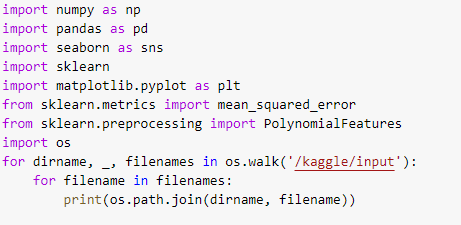 import numpy as np
import pandas as pd
import seaborn as sns
import sklearn
import matplotlib.pyplot as plt
from sklearn.metrics import mean_squared_error
from sklearn.preprocessing import PolynomialFeatures
import os
for dirname, _, filenames in os.walk('/kaggle/input'):
    for filename in filenames:
        print(os.path.join(dirname, filename))